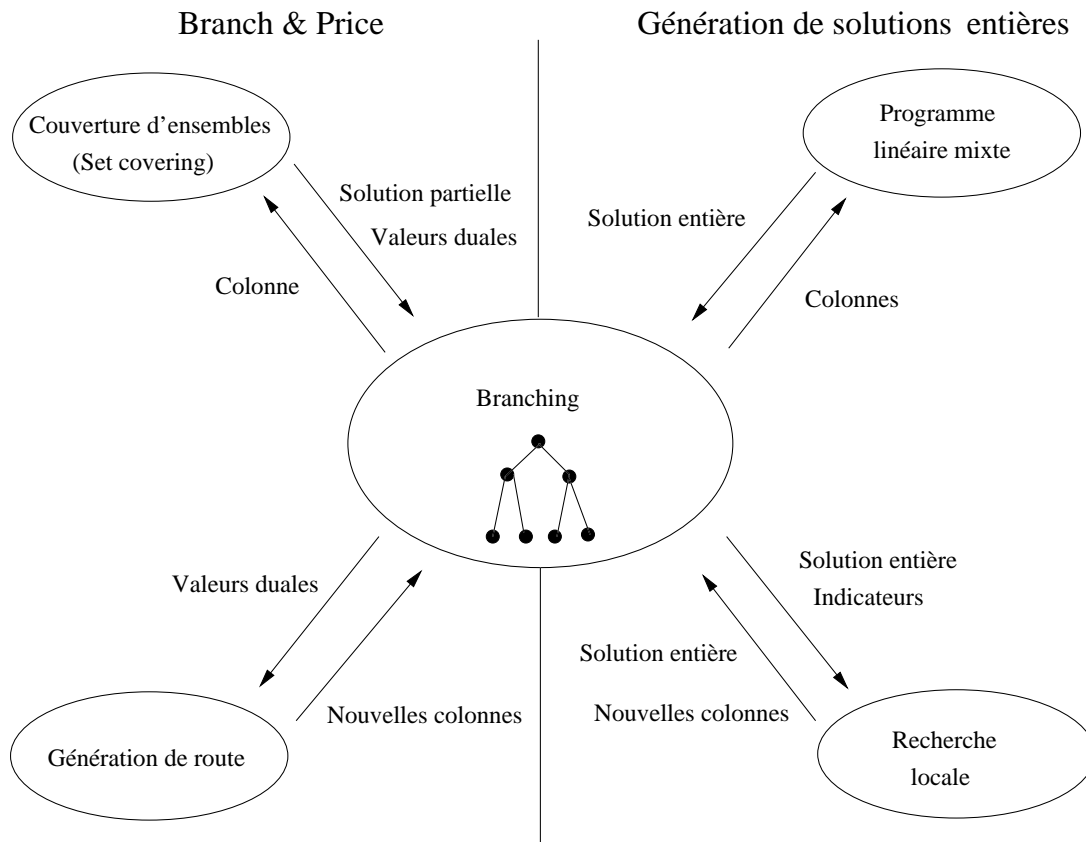 Branch & Price
Génération de solutions entières
Couverture d'ensembles
(Set covering)
Programme
linéaire mixte
Solution partielle
Valeurs duales
Solution entière
Colonne
Colonnes
Branching
Valeurs duales
Solution entière
Indicateurs
Solution entière
Nouvelles colonnes
Nouvelles colonnes
Génération de route
Recherche
locale